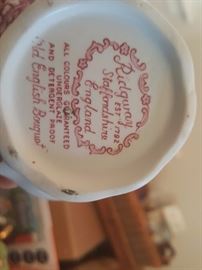 Ridgway
EST 1792
Staffordshire
England
ALL COLOURS GUARANTEED
UNDERGLAZE
AND DETERGENT PROOF
Old English Bouquet